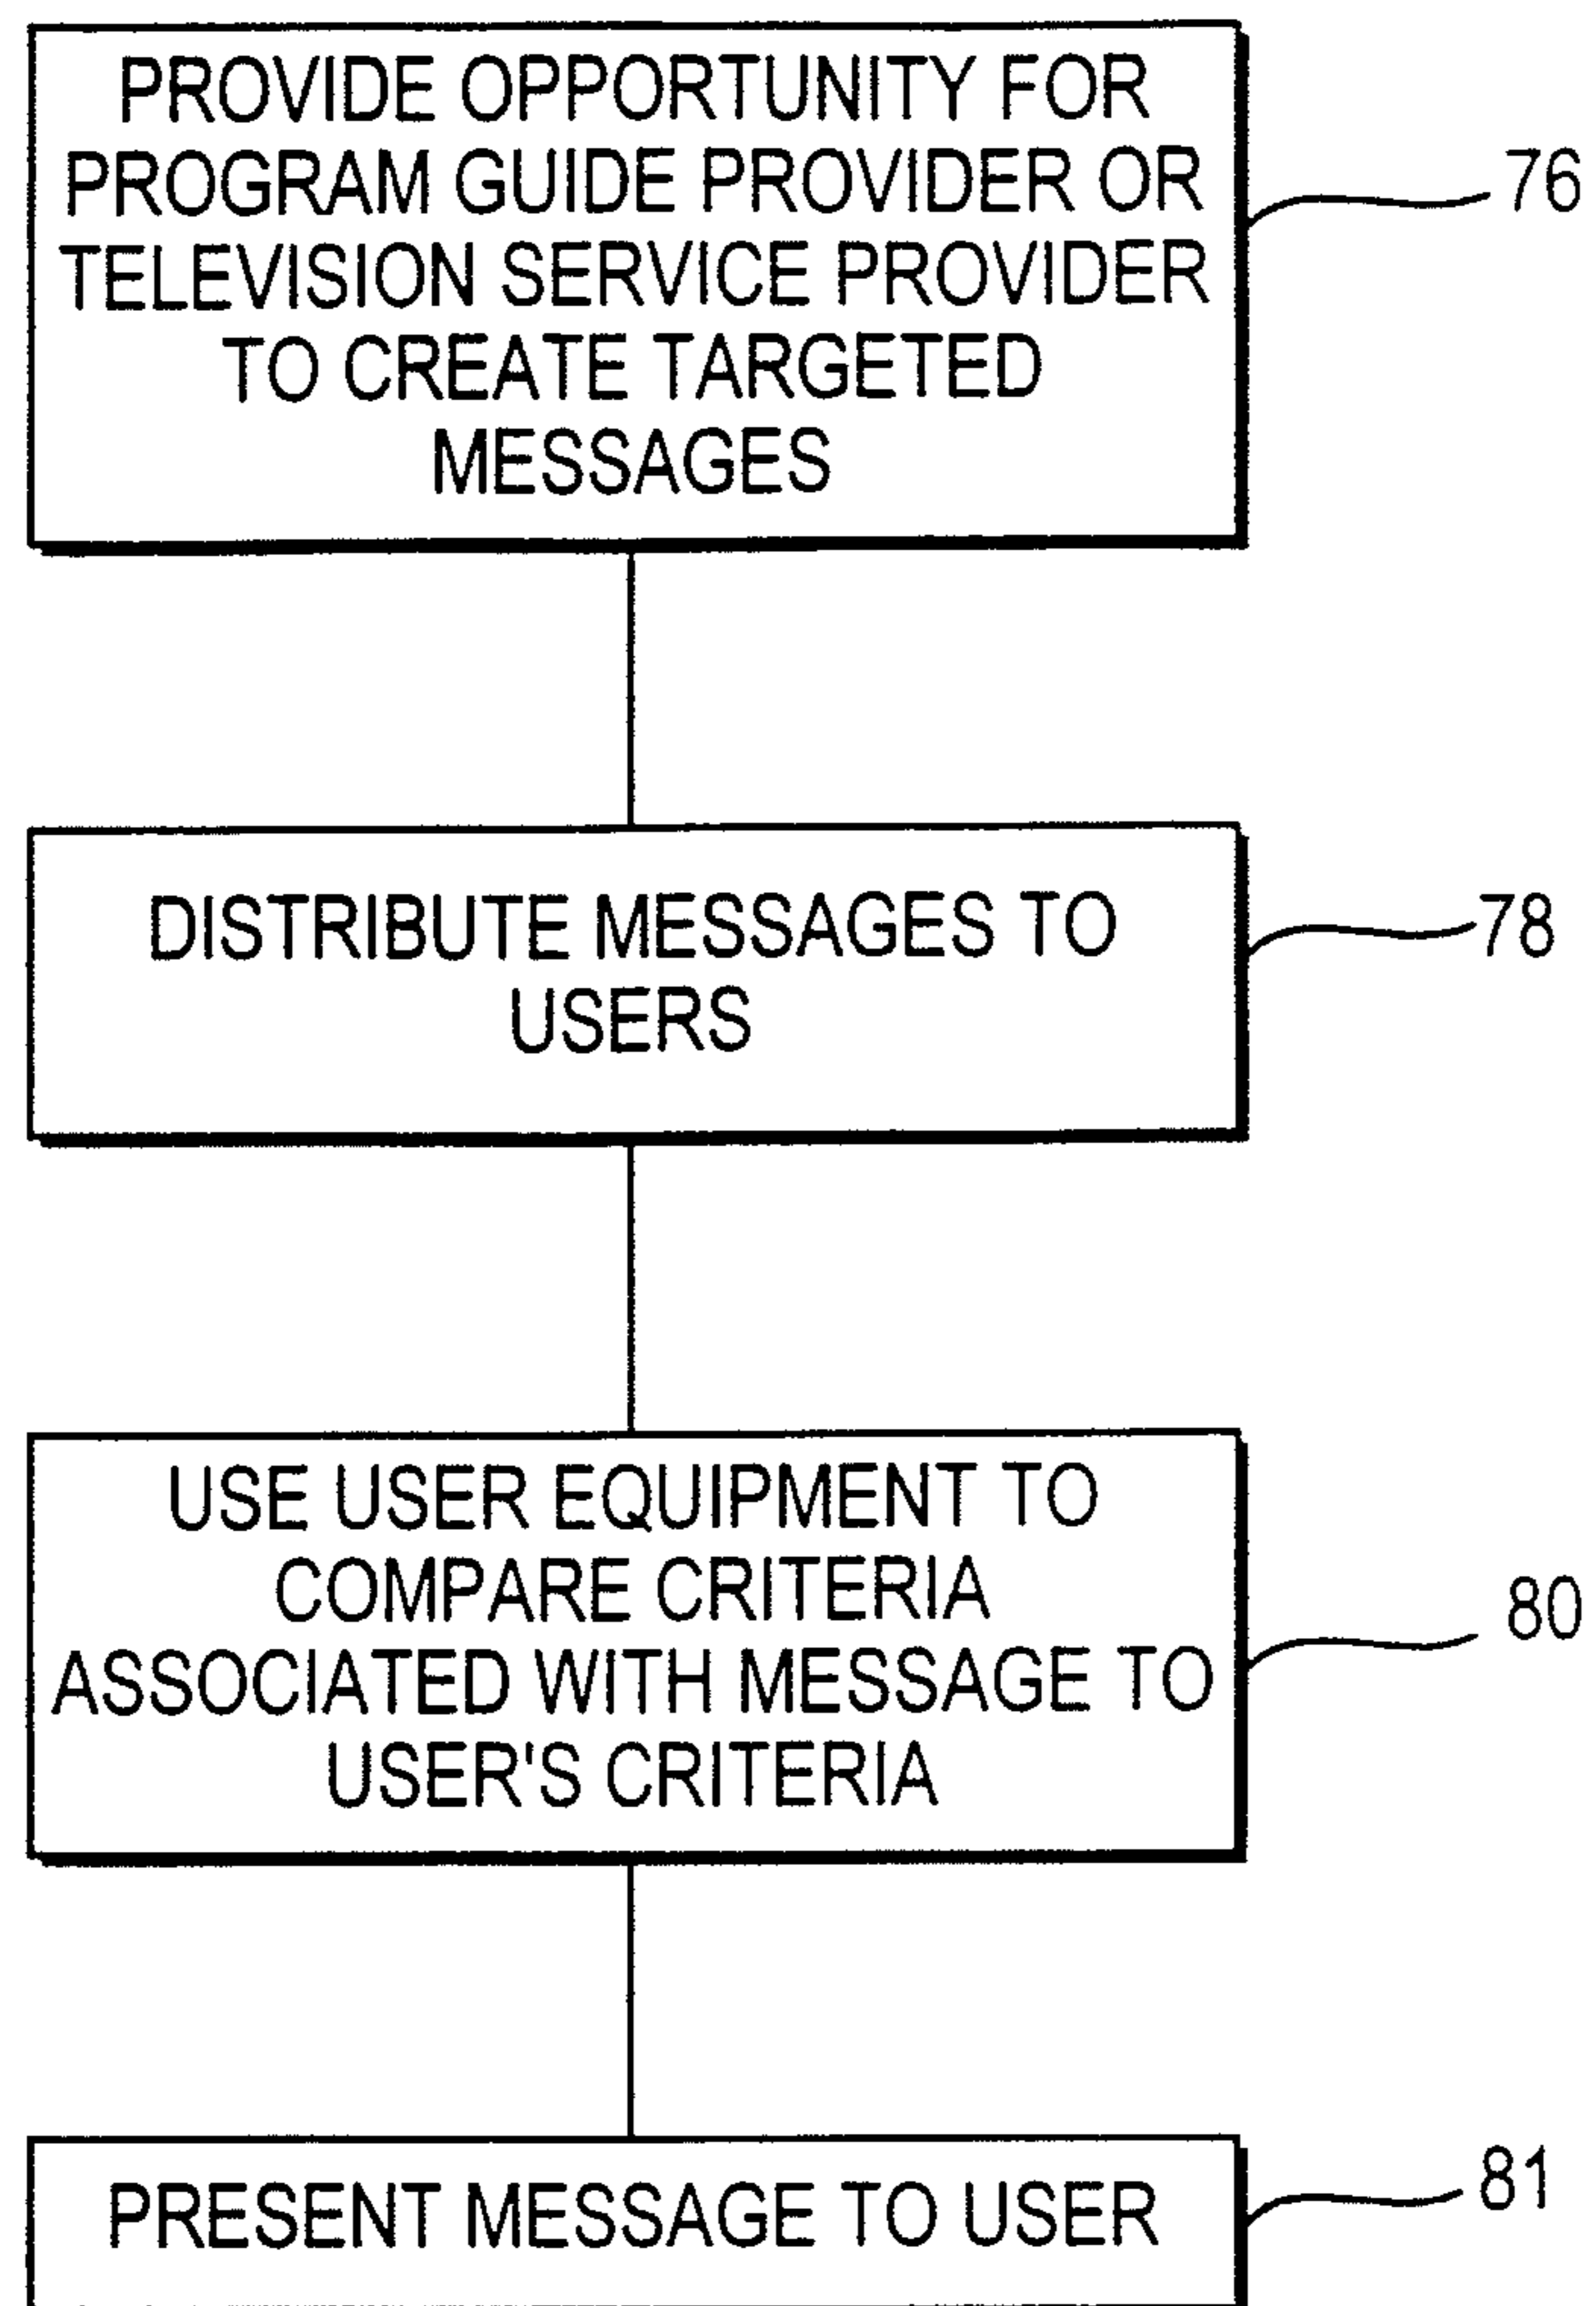 PROVIDE OPPORTUNITY FOR
PROGRAM GUIDE PROVIDER OR
TELEVISION SERVICE PROVIDER
TO CREATE TARGETED
MESSAGES
76
DISTRIBUTE MESSAGES TO
USERS
78
USE USER EQUIPMENT TO
COMPARE CRITERIA
ASSOCIATED WITH MESSAGE TO
USER'S CRITERIA
80
PRESENT MESSAGE TO USER
81